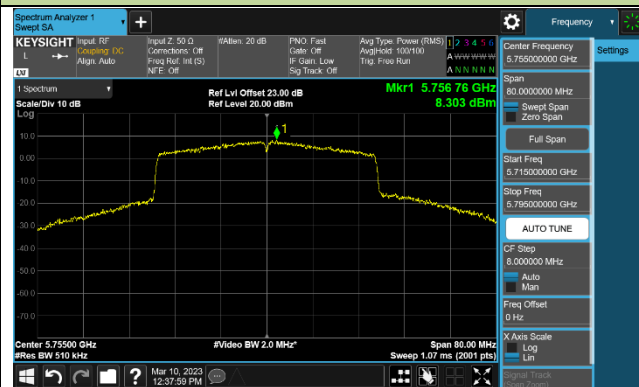 Spectrum Analyzer 1
Swept SA
Frequency
KEYSIGHT
Input: RF
Coupling: DC
Align: Auto
Input Z: 50 Ω
Corrections: Off
Freq Ref: Int (S)
NFE: Off
#Atten: 20 dB
PNO: Fast
Gate: Off
IF Gain: Low
Sig Track: Off
Avg Type: Power (RMS)
Avg|Hold: 100/100
Trig: Free Run
1 2 3 4 5 6
A W W W W W
A N N N N N
L
LXI
1 Spectrum
Scale/Div 10 dB
Log
Ref Lvl Offset 23.00 dB
Ref Level 20.00 dBm
Mkr1 5.756 76 GHz
8.303 dBm
1
10.0
0.00
-10.0
-20.0
-30.0
-40.0
-50.0
-60.0
-70.0
Center 5.75500 GHz
#Res BW 510 kHz
#Video BW 2.0 MHz*
Span 80.00 MHz
Sweep 1.07 ms (2001 pts)
Center Frequency
5.755000000 GHz
Settings
Span
80.0000000 MHz
Swept Span
Zero Span
Full Span
Start Freq
5.715000000 GHz
Stop Freq
5.795000000 GHz
AUTO TUNE
CF Step
8.000000 MHz
Auto
Man
Freq Offset
0 Hz
X Axis Scale
Log
Lin
Signal Track
(Span Zoom)
Mar 10, 2023
12:37:59 PM